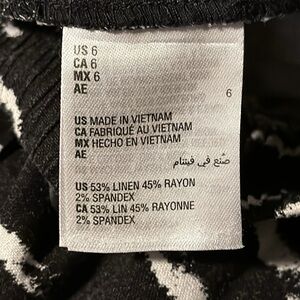 US 6
CA 6
MX 6
AE
6
US MADE IN VIETNAM
CA FABRIQUÉ AU VIETNAM
MX HECHO EN VIETNAM
AE
صُنع في فيتنام
US 53% LINEN 45% RAYON
2% SPANDEX
CA 53% LIN 45% RAYONNE
2% SPANDEX